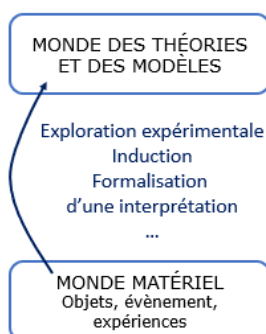 MONDE DES THÉORIES
ET DES MODÈLES
Exploration expérimentale
Induction
Formalisation
d'une interprétation
...
MONDE MATÉRIEL
Objets, évènement,
expériences